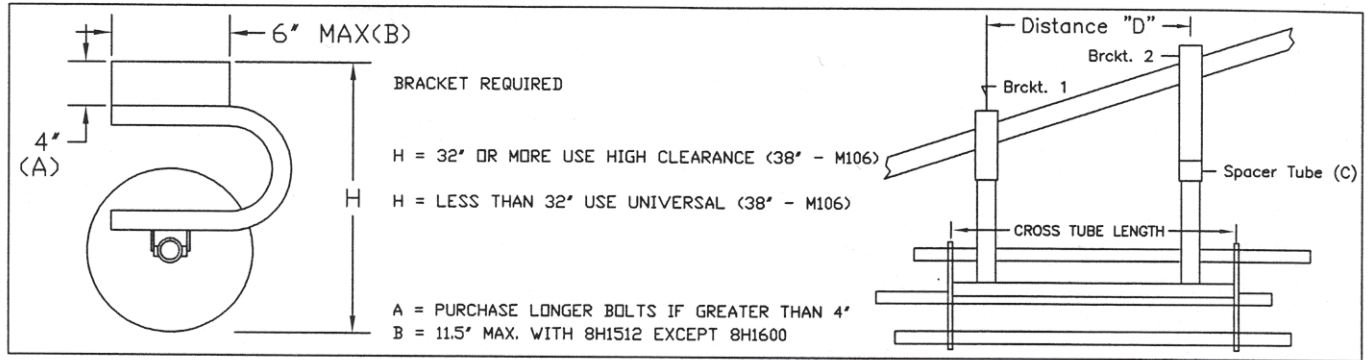 6" MAX(B)
4"
(A)
H
BRACKET REQUIRED
H = 32" OR MORE USE HIGH CLEARANCE (38" - M106)
H = LESS THAN 32" USE UNIVERSAL (38" - M106)
A = PURCHASE LONGER BOLTS IF GREATER THAN 4"
B = 11.5" MAX. WITH 8H1512 EXCEPT 8H1600
Distance "D"
Brckt. 2
Brckt. 1
Spacer Tube (C)
CROSS TUBE LENGTH